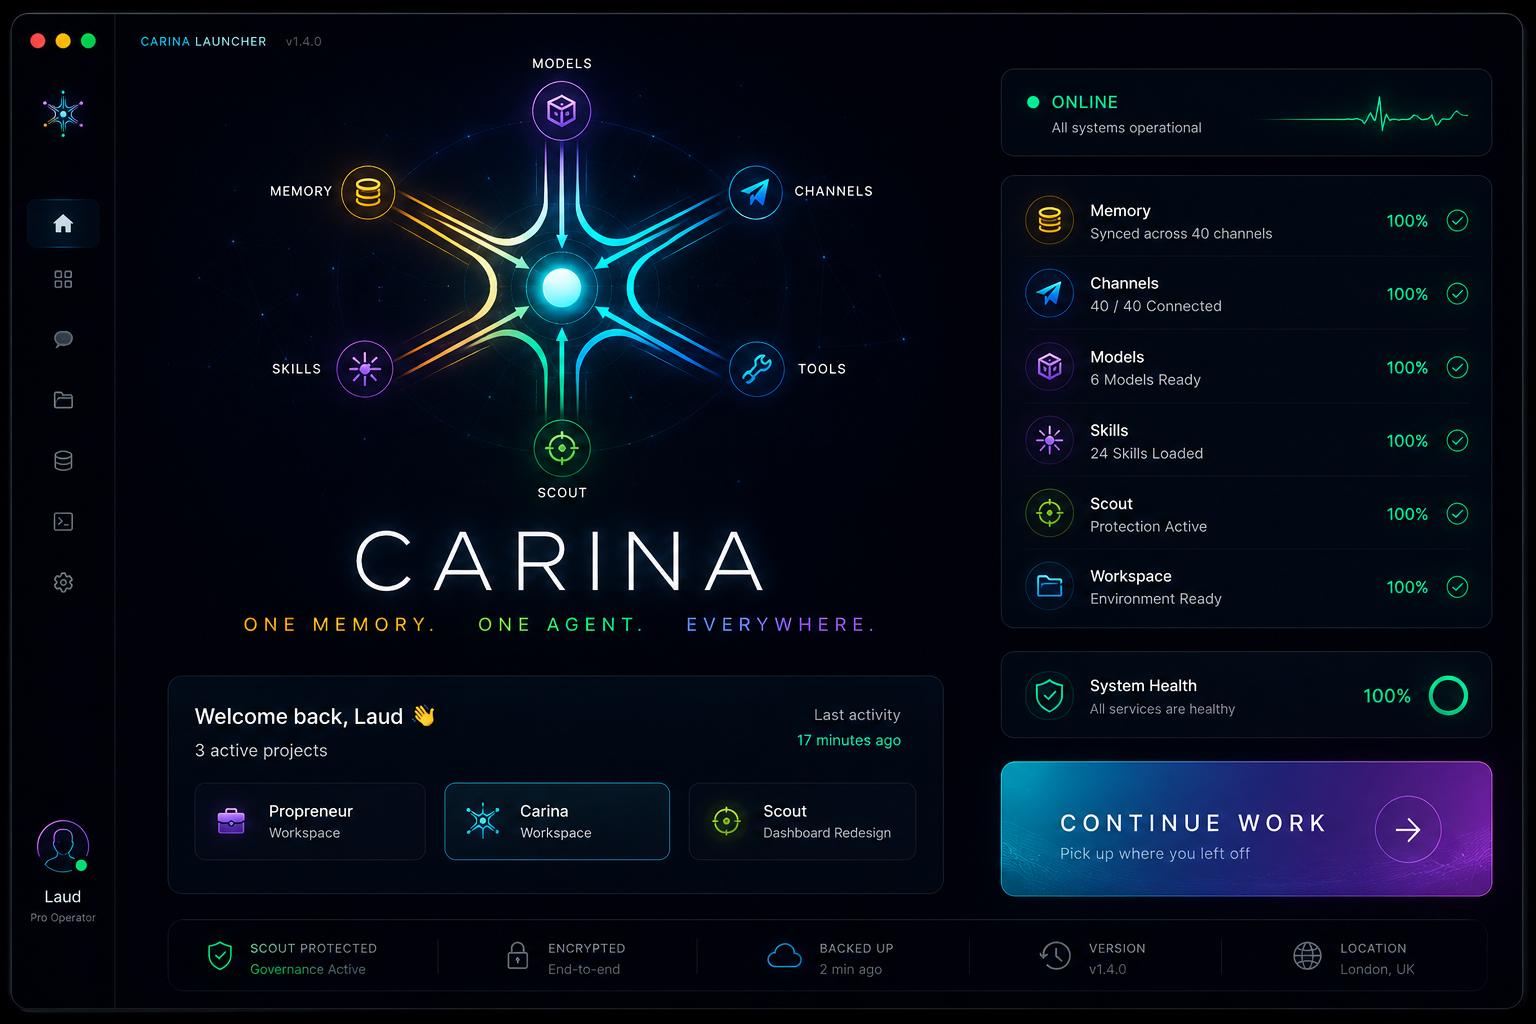 CARINA LAUNCHER v1.4.0
MODELS
MEMORY
CHANNELS
SKILLS
TOOLS
SCOUT
CARINA
ONE MEMORY. ONE AGENT. EVERYWHERE.
Welcome back, Laud 👋
3 active projects
Last activity
17 minutes ago
Propreneur
Workspace
Carina
Workspace
Scout
Dashboard Redesign
ONLINE
All systems operational
Memory
Synced across 40 channels
100%
Channels
40 / 40 Connected
100%
Models
6 Models Ready
100%
Skills
24 Skills Loaded
100%
Scout
Protection Active
100%
Workspace
Environment Ready
100%
System Health
All services are healthy
100%
CONTINUE WORK
Pick up where you left off
Laud
Pro Operator
SCOUT PROTECTED
Governance Active
ENCRYPTED
End-to-end
BACKED UP
2 min ago
VERSION
v1.4.0
LOCATION
London, UK